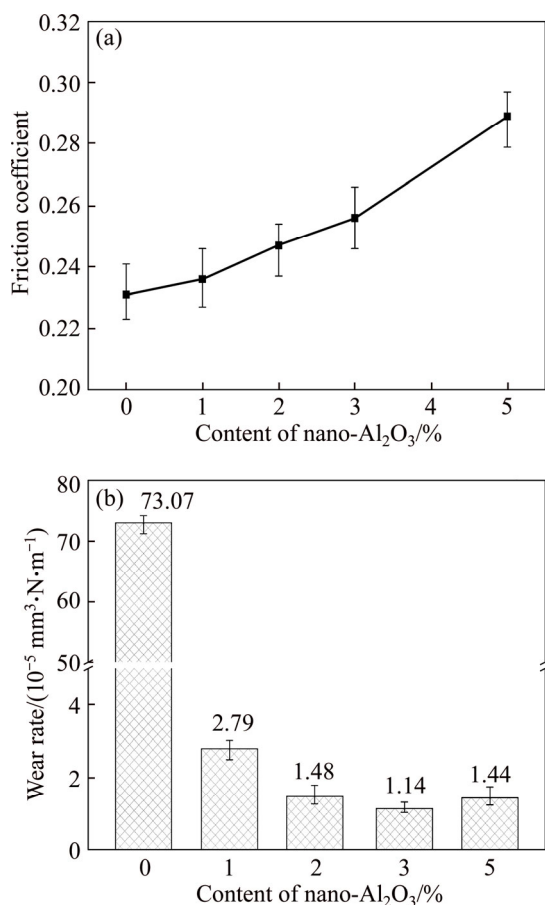 (a)
0.32
0.30
0.28
0.26
0.24
0.22
0.20
Friction coefficient
0 1 2 3 4 5
Content of nano-Al₂O₃/%
(b)
80
70
60
50
4
2
0
Wear rate/(10⁻⁵ mm³·N·m⁻¹)
73.07
2.79
1.48
1.14
1.44
0 1 2 3 5
Content of nano-Al₂O₃/%